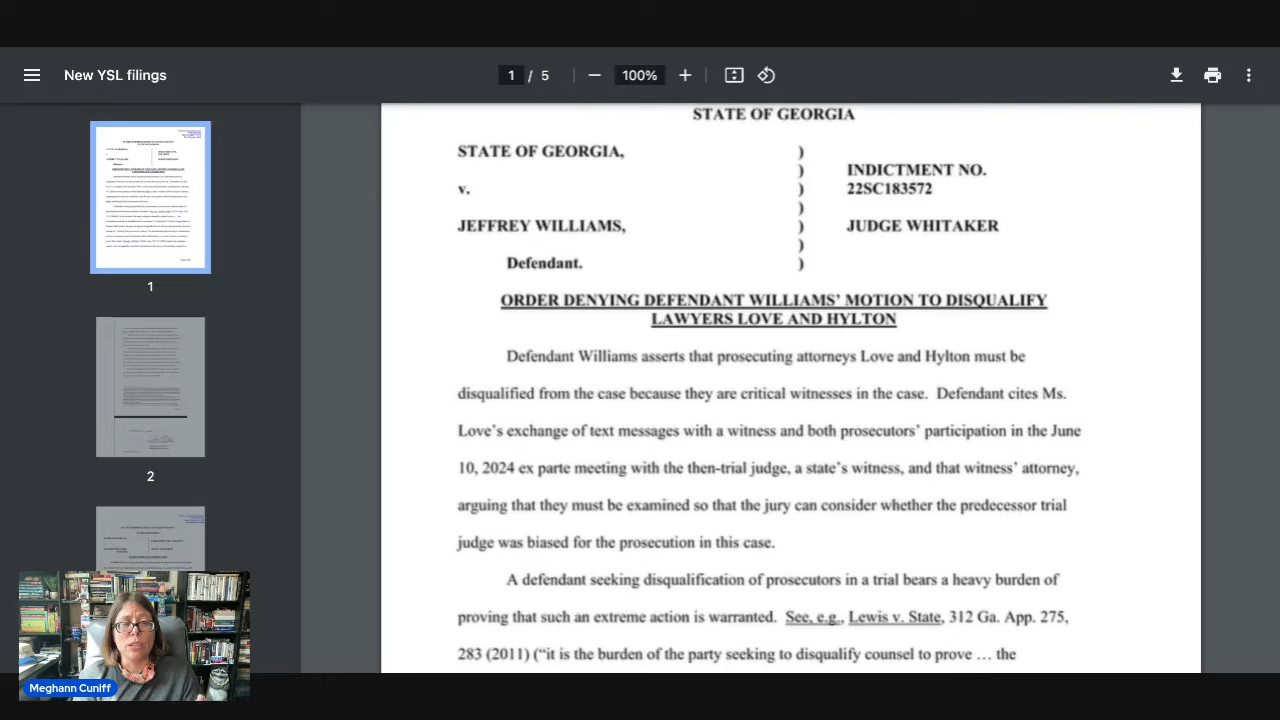 New YSL filings
1 / 5
100%
STATE OF GEORGIA
STATE OF GEORGIA, )
) INDICTMENT NO.
v. ) 22SC183572
)
JEFFREY WILLIAMS, ) JUDGE WHITAKER
)
Defendant. )
ORDER DENYING DEFENDANT WILLIAMS’ MOTION TO DISQUALIFY
LAWYERS LOVE AND HYLTON
Defendant Williams asserts that prosecuting attorneys Love and Hylton must be
disqualified from the case because they are critical witnesses in the case. Defendant cites Ms.
Love’s exchange of text messages with a witness and both prosecutors’ participation in the June
10, 2024 ex parte meeting with the then-trial judge, a state’s witness, and that witness’ attorney,
arguing that they must be examined so that the jury can consider whether the predecessor trial
judge was biased for the prosecution in this case.
A defendant seeking disqualification of prosecutors in a trial bears a heavy burden of
proving that such an extreme action is warranted. See, e.g., Lewis v. State, 312 Ga. App. 275,
283 (2011) (“it is the burden of the party seeking to disqualify counsel to prove … the
1
2
Meghann Cuniff